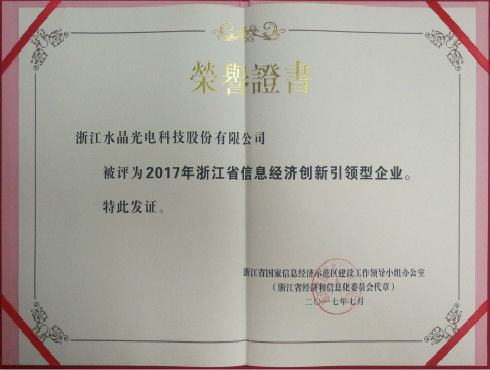 榮譽證書
浙江水晶光电科技股份有限公司
被评为2017年浙江省信息经济创新引领型企业。
特此发证。
浙江省国家信息经济示范区建设工作领导小组办公室
（浙江省经济和信息化委员会代章）
二〇一七年七月